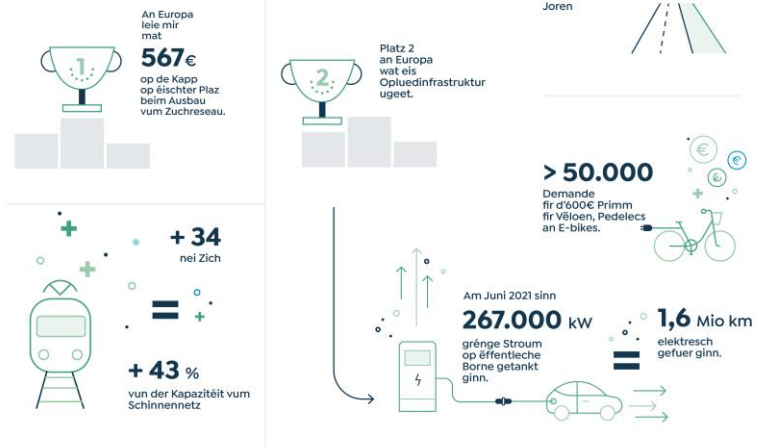 An Europa
leie mir
mat
567€
op de Kapp
op éischter Plaz
beim Ausbau
vum Zuchreseau.
1
Platz 2
an Europa
wat eis
Opluedinfrastruktur
ugeet.
2
Joren
> 50.000
Demande
fir d'600€ Primm
fir Vëloen, Pedelecs
an E-bikes.
€
€
€
+ 34
nei Zich
=
+ 43 %
vun der Kapazitéit vum
Schinnennetz
Am Juni 2021 sinn
267.000 kW
grénge Stroum
op ëffentleche
Borne getankt
ginn.
=
1,6 Mio km
elektresch
gefuer ginn.